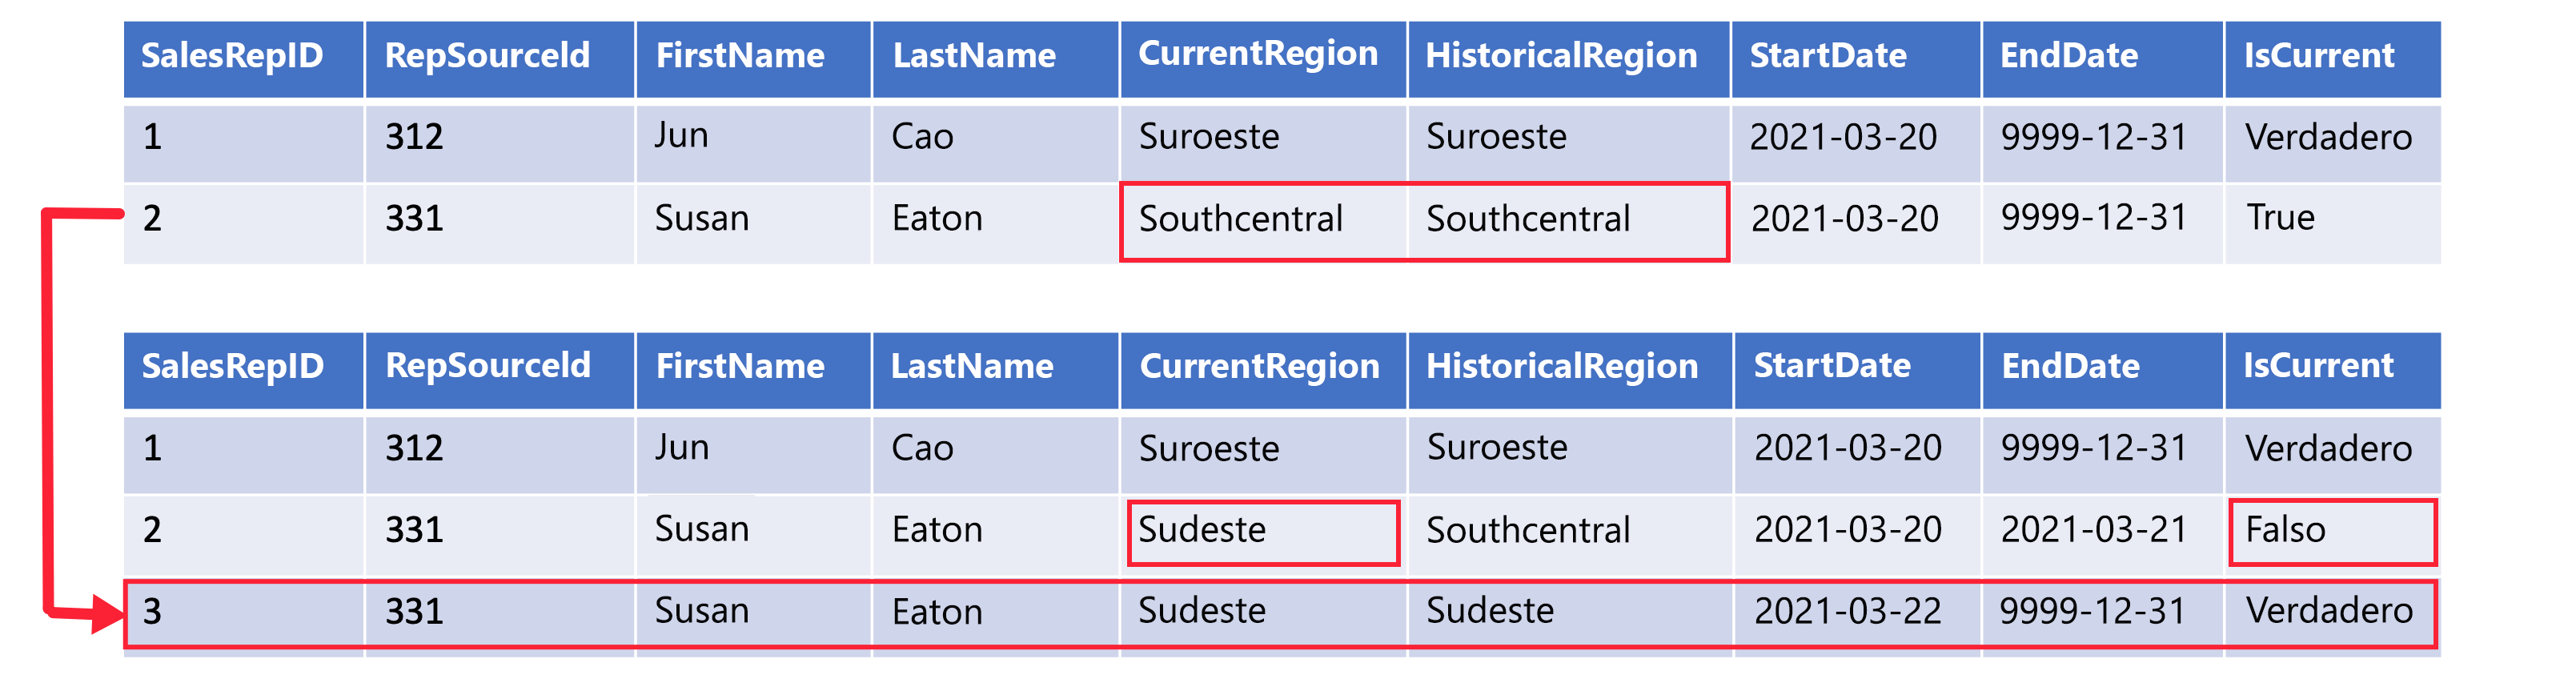 SalesRepID RepSourceId FirstName LastName CurrentRegion HistoricalRegion StartDate EndDate IsCurrent
1 312 Jun Cao Suroeste Suroeste 2021-03-20 9999-12-31 Verdadero
2 331 Susan Eaton Southcentral Southcentral 2021-03-20 9999-12-31 True
SalesRepID RepSourceId FirstName LastName CurrentRegion HistoricalRegion StartDate EndDate IsCurrent
1 312 Jun Cao Suroeste Suroeste 2021-03-20 9999-12-31 Verdadero
2 331 Susan Eaton Sudeste Southcentral 2021-03-20 2021-03-21 Falso
3 331 Susan Eaton Sudeste Sudeste 2021-03-22 9999-12-31 Verdadero